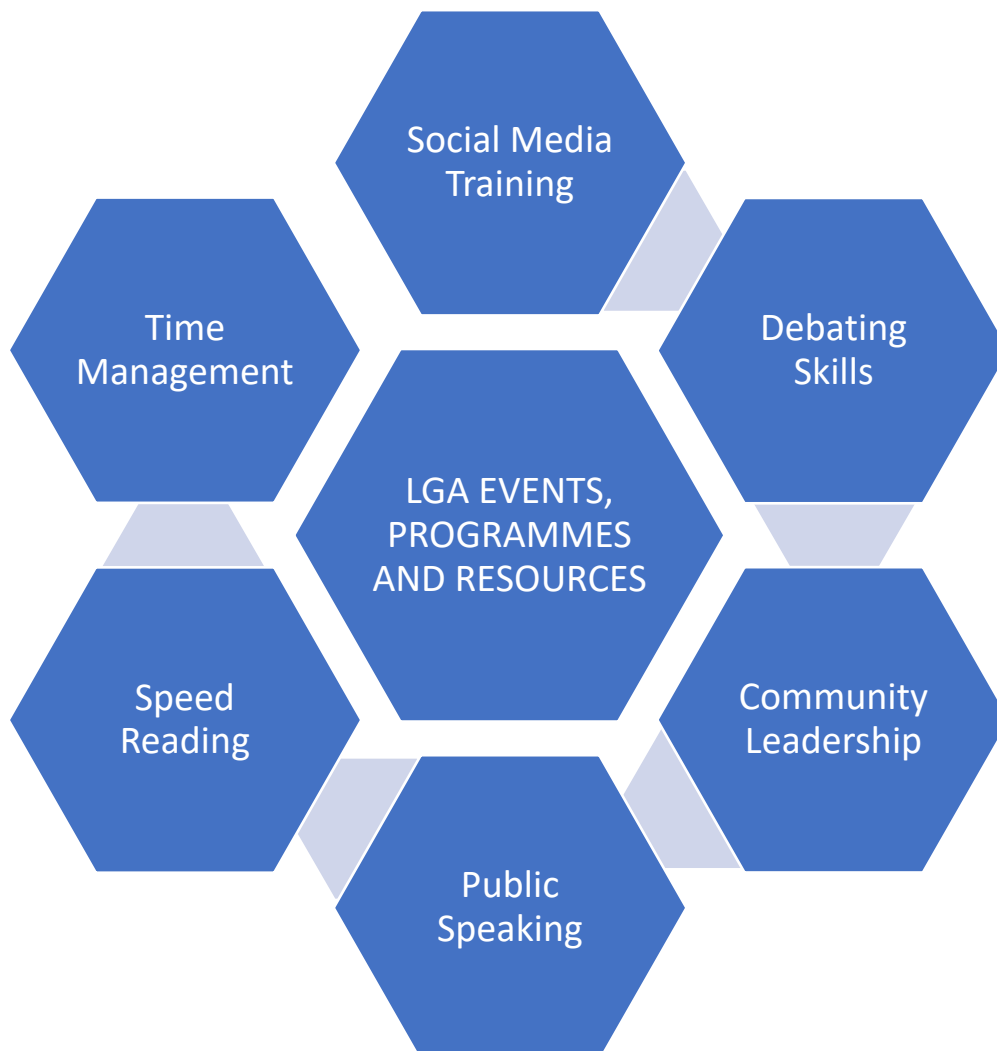 Social Media
Training
Debating
Skills
Community
Leadership
Public
Speaking
Speed
Reading
Time
Management
LGA EVENTS,
PROGRAMMES
AND RESOURCES